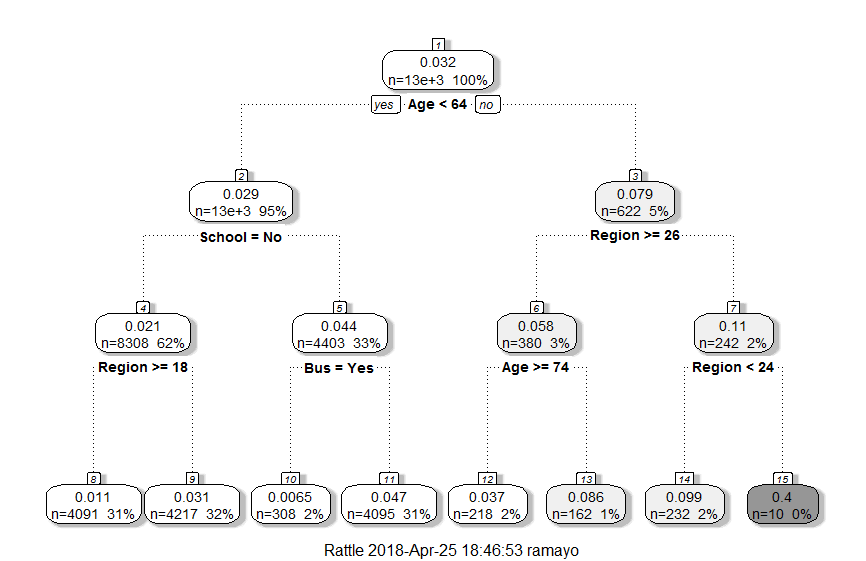 1
0.032
n=13e+3 100%
yes Age < 64 no
2 3
0.029 0.079
n=13e+3 95% n=622 5%
School = No Region >= 26
4 5 6 7
0.021 0.044 0.058 0.11
n=8308 62% n=4403 33% n=380 3% n=242 2%
Region >= 18 Bus = Yes Age >= 74 Region < 24
8 9 10 11 12 13 14 15
0.011 0.031 0.0065 0.047 0.037 0.086 0.099 0.4
n=4091 31% n=4217 32% n=308 2% n=4095 31% n=218 2% n=162 1% n=232 2% n=10 0%
Rattle 2018-Apr-25 18:46:53 ramayo